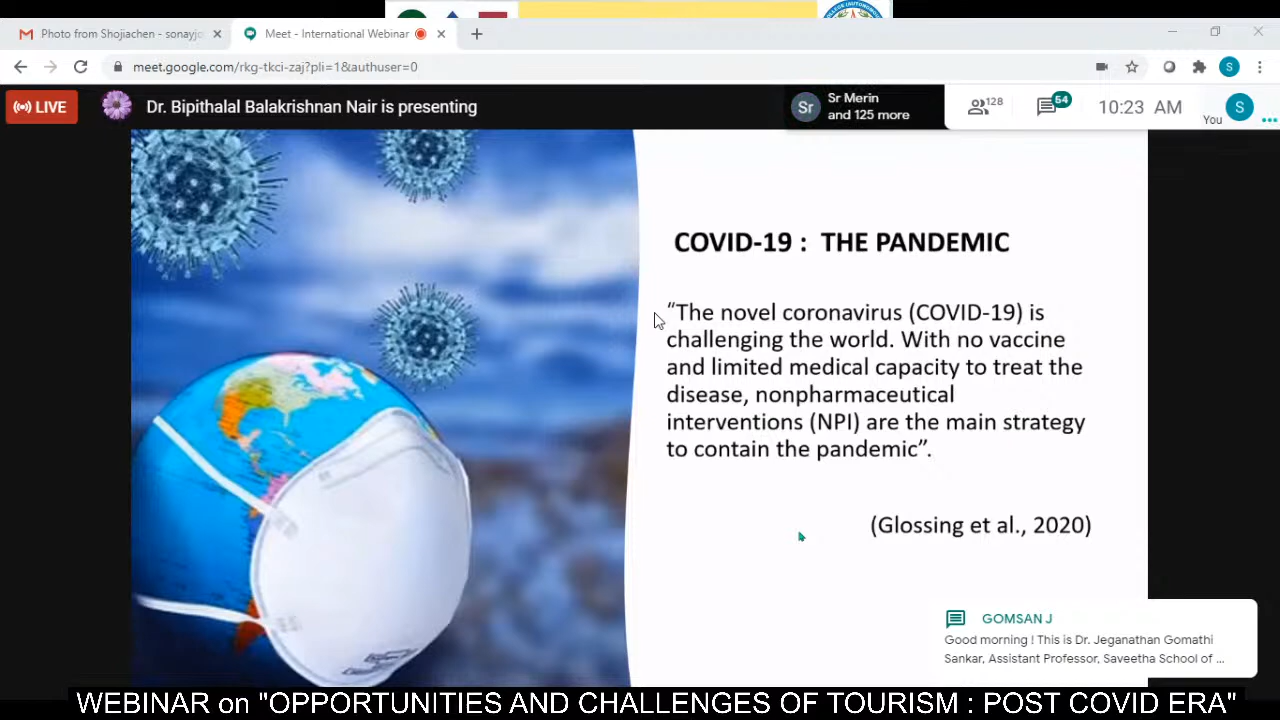 COLLEGE (AUTONOMOUS
Photo from Shojiachen - sonayjo
Meet - International Webinar
meet.google.com/rkg-tkci-zaj?pli=1&authuser=0
LIVE
Dr. Bipithalal Balakrishnan Nair is presenting
Sr
Sr Merin
and 125 more
128
54
10:23 AM
You
S
S
COVID-19 : THE PANDEMIC
“The novel coronavirus (COVID-19) is
challenging the world. With no vaccine
and limited medical capacity to treat the
disease, nonpharmaceutical
interventions (NPI) are the main strategy
to contain the pandemic”.
(Glossing et al., 2020)
GOMSAN J
Good morning ! This is Dr. Jeganathan Gomathi
Sankar, Assistant Professor, Saveetha School of ...
WEBINAR on "OPPORTUNITIES AND CHALLENGES OF TOURISM : POST COVID ERA"